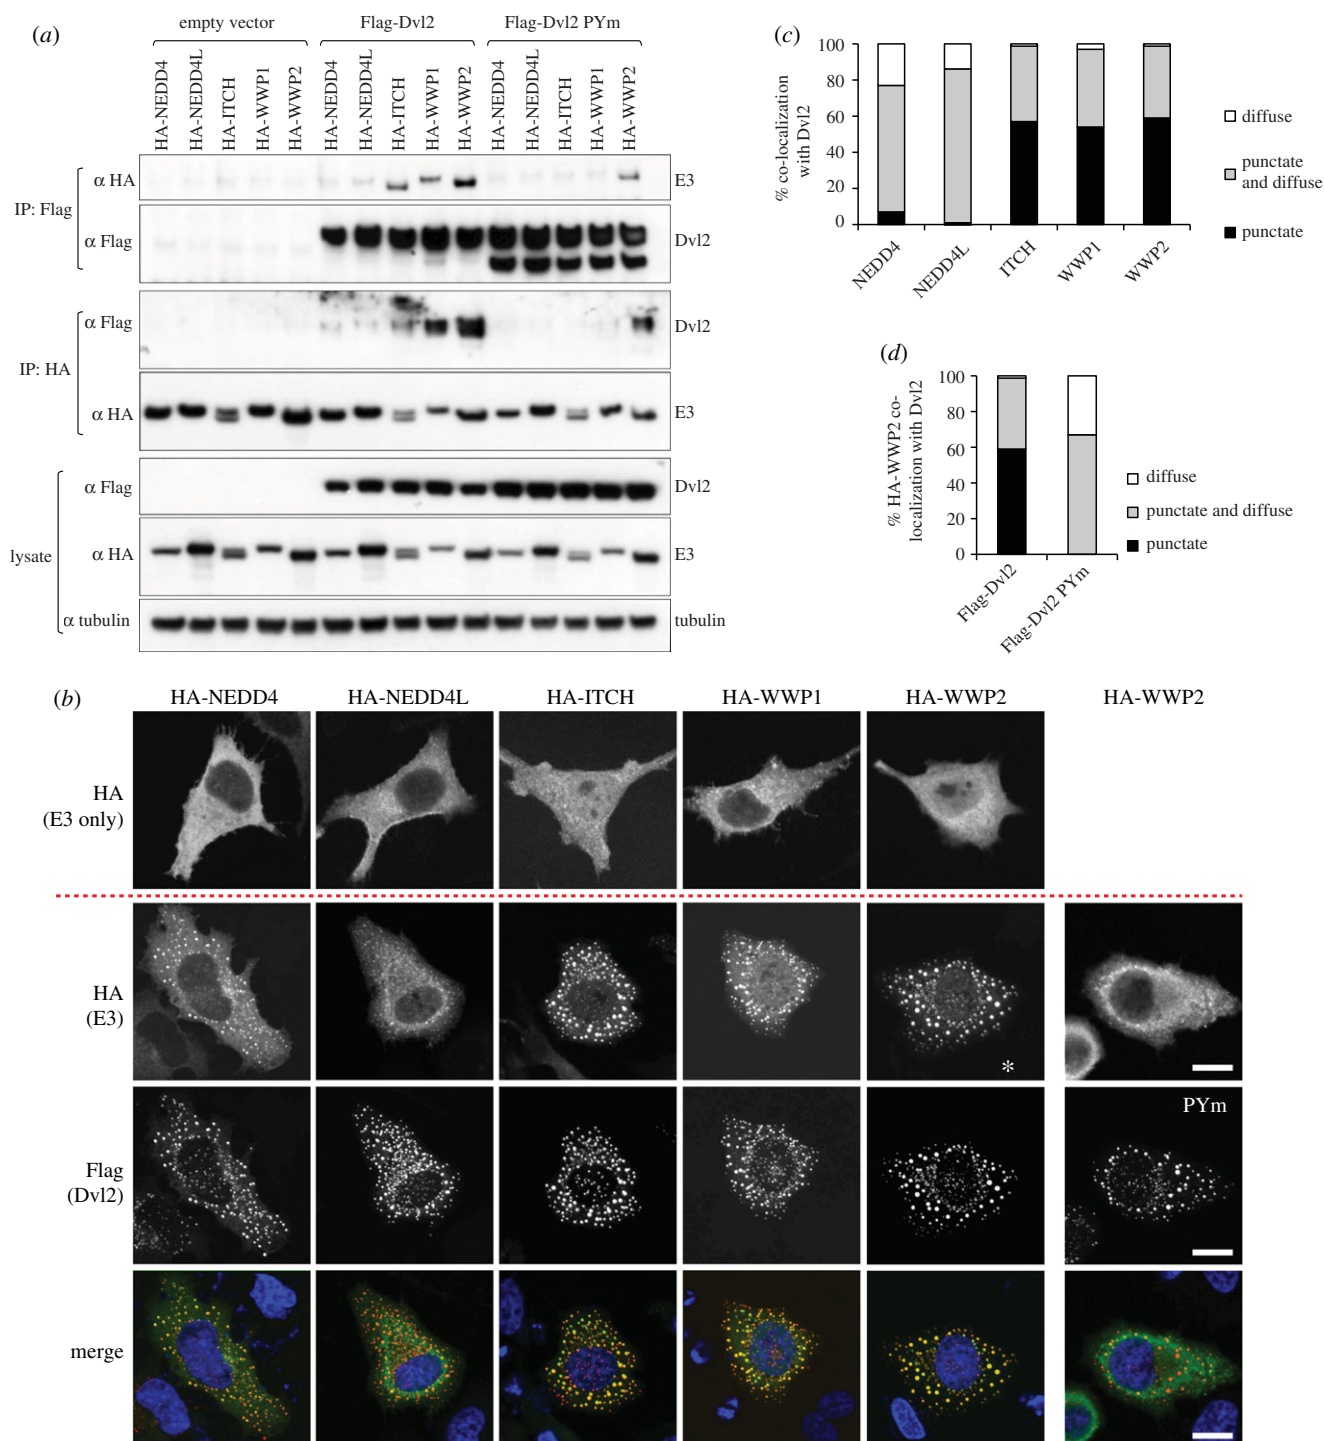 (a)
empty vector Flag-Dvl2 Flag-Dvl2 PYm
HA-NEDD4 HA-NEDD4L HA-ITCH HA-WWP1 HA-WWP2 HA-NEDD4 HA-NEDD4L HA-ITCH HA-WWP1 HA-WWP2 HA-NEDD4 HA-NEDD4L HA-ITCH HA-WWP1 HA-WWP2
IP: Flag
α HA E3
α Flag Dvl2
IP: HA
α Flag Dvl2
α HA E3
lysate
α Flag Dvl2
α HA E3
α tubulin tubulin
(c)
% co-localization
with Dvl2
100
80
60
40
20
0
NEDD4 NEDD4L ITCH WWP1 WWP2
diffuse
punctate
and diffuse
punctate
(d)
% HA-WWP2 co-
localization with Dvl2
100
80
60
40
20
0
Flag-Dvl2 Flag-Dvl2 PYm
diffuse
punctate and diffuse
punctate
(b)
HA-NEDD4 HA-NEDD4L HA-ITCH HA-WWP1 HA-WWP2 HA-WWP2
HA
(E3 only)
HA
(E3)
*
Flag
(Dvl2)
PYm
merge